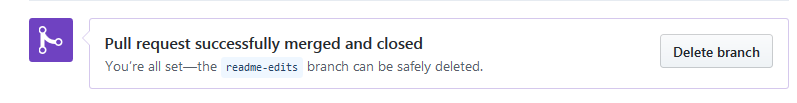 Pull request successfully merged and closed
You're all set—the readme-edits branch can be safely deleted.
Delete branch